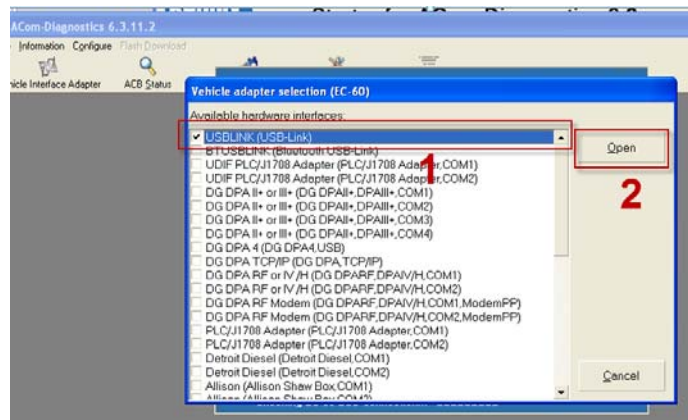 ACom-Diagnostics 6.3.11.2
Information Configure Flash Download
icle Interface Adapter ACB Status
Vehicle adapter selection (EC-60)
Available hardware interfaces:
USBLINK (USB-Link)
BTUSBLINK (Bluetooth USB-Link)
UDIF PLC/J1708 Adapter (PLC/J1708 Adapter,COM1)
UDIF PLC/J1708 Adapter (PLC/J1708 Adapter,COM2)
DG DPA II+ or III+ (DG DPAII+,DPAIII+,COM1)
DG DPA II+ or III+ (DG DPAII+,DPAIII+,COM2)
DG DPA II+ or III+ (DG DPAII+,DPAIII+,COM3)
DG DPA II+ or III+ (DG DPAII+,DPAIII+,COM4)
DG DPA 4 (DG DPA4,USB)
DG DPA TCP/IP (DG DPA,TCP/IP)
DG DPA RF or IV /H (DG DPARF,DPAIV/H,COM1)
DG DPA RF or IV /H (DG DPARF,DPAIV/H,COM2)
DG DPA RF Modem (DG DPARF,DPAIV/H,COM1,ModemPP)
DG DPA RF Modem (DG DPARF,DPAIV/H,COM2,ModemPP)
PLC/J1708 Adapter (PLC/J1708 Adapter,COM1)
PLC/J1708 Adapter (PLC/J1708 Adapter,COM2)
Detroit Diesel (Detroit Diesel,COM1)
Detroit Diesel (Detroit Diesel,COM2)
Allison (Allison Shaw Box,COM1)
Allison (Allison Shaw Box,COM2)
1
Open
2
Cancel